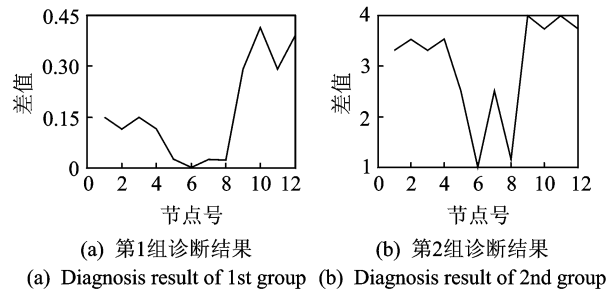 0.45
0.30
0.15
0
差值
0 2 4 6 8 10 12
节点号
(a) 第1组诊断结果
(a) Diagnosis result of 1st group
4
3
2
1
差值
0 2 4 6 8 10 12
节点号
(b) 第2组诊断结果
(b) Diagnosis result of 2nd group